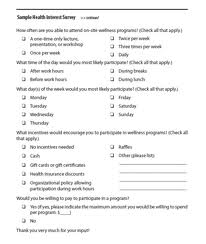 Sample Health Interest Survey >> continued
How often are you able to attend on-site wellness programs? (Check all that apply.)
❑ A one-time only lecture, presentation, or workshop
❑ Once per week
❑ Twice per week
❑ Three times per week
❑ Daily
What time of the day would you most likely participate? (Check all that apply.)
❑ After work hours
❑ Before work hours
❑ During breaks
❑ During lunch
What day(s) of the week would you most likely participate? (Check all that apply.)
❑ Monday
❑ Tuesday
❑ Wednesday
❑ Thursday
❑ Friday
❑ Saturday
❑ Sunday
What incentives would encourage you to participate in wellness programs? (Check all that apply.)
❑ No incentives needed
❑ Cash
❑ Gift cards or gift certificates
❑ Health insurance discounts
❑ Organizational policy allowing participation during work hours
❑ Raffles
❑ Other (please list):
Would you be willing to pay to participate in a program?
❑ Yes (if yes, please indicate the maximum amount you would be willing to spend per program: $____)
❑ No
Thank you very much for your input!